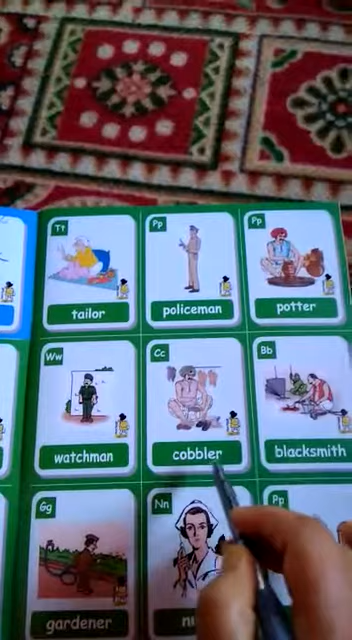 Tt
tailor
Pp
policeman
Pp
potter
Ww
watchman
Cc
cobbler
Bb
blacksmith
Gg
gardener
Nn
Pp